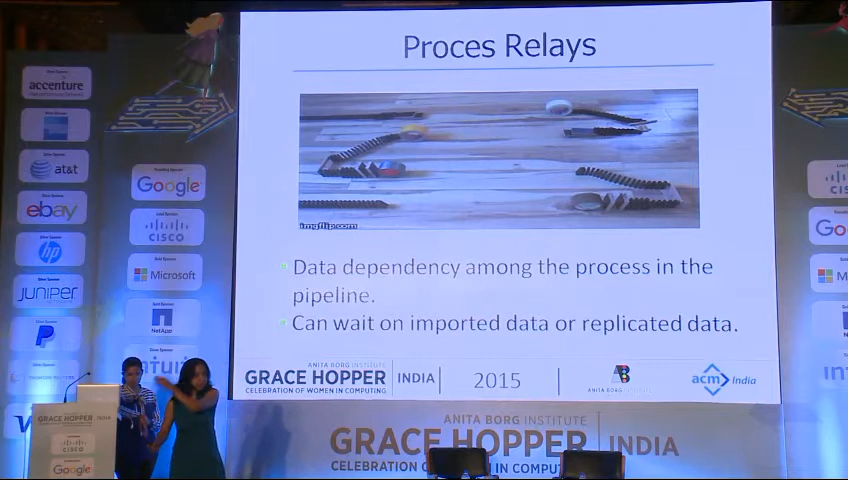 Proces Relays
imgflip.com
Data dependency among the process in the
pipeline.
Can wait on imported data or replicated data.
ANITA BORG INSTITUTE
GRACE HOPPER
CELEBRATION OF WOMEN IN COMPUTING
INDIA
2015
ANITA BORG
acm India
accenture
at&t
ebay
hp
JUNIPER
Google
CISCO
Microsoft
NetApp
intuit
GRACE HOPPER
CISCO
Google
ANITA BORG INSTITUTE
GRACE HOPPER
CELEBRATION OF WOMEN IN COMPU
INDIA